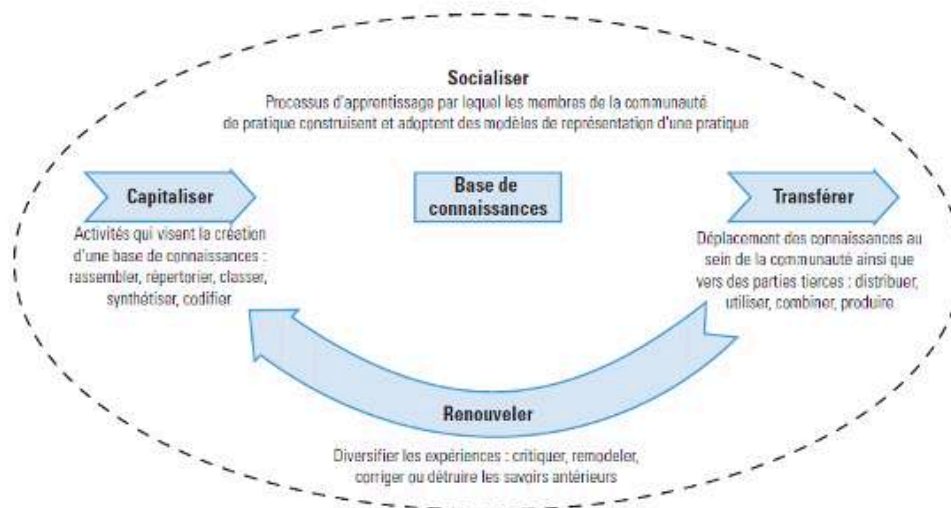 Socialiser
Processus d'apprentissage par lequel les membres de la communauté
de pratique construisent et adoptent des modèles de représentation d'une pratique
Capitaliser
Activités qui visent la création
d'une base de connaissances :
rassembler, répertorier, classer,
synthétiser, codifier
Base de
connaissances
Transférer
Déplacement des connaissances au
sein de la communauté ainsi que
vers des parties tierces : distribuer,
utiliser, combiner, produire
Renouveler
Diversifier les expériences : critiquer, remodeler,
corriger ou détruire les savoirs antérieurs